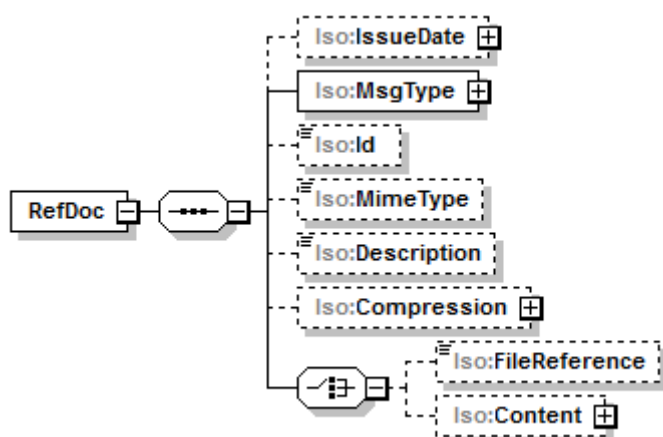 Iso:IssueDate
Iso:MsgType
Iso:Id
RefDoc
Iso:MimeType
Iso:Description
Iso:Compression
Iso:FileReference
Iso:Content